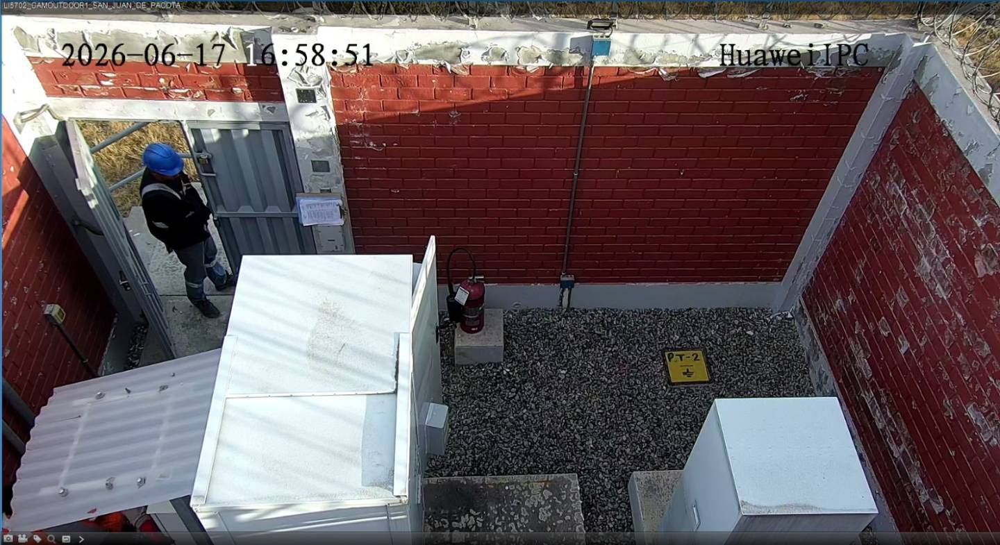 LI5702_CAMOUTDOOR1_SAN_JUAN_DE_PACOTA
2026-06-17 16:58:51
HuaweiIPC
PT-2